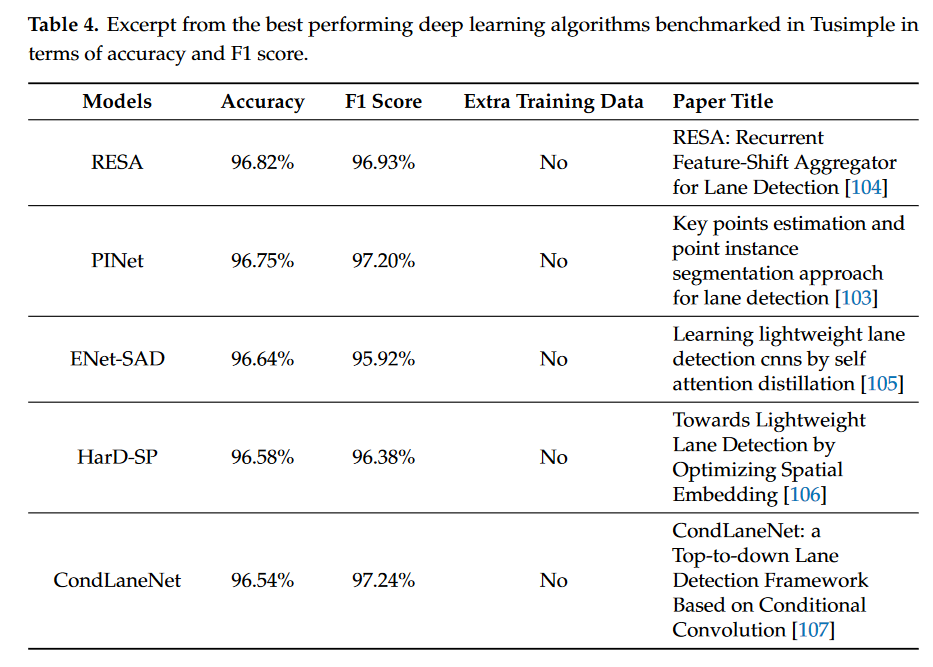 Table 4. Excerpt from the best performing deep learning algorithms benchmarked in Tusimple in
terms of accuracy and F1 score.
Models Accuracy F1 Score Extra Training Data Paper Title
RESA 96.82% 96.93% No RESA: Recurrent
Feature-Shift Aggregator
for Lane Detection [104]
PINet 96.75% 97.20% No Key points estimation and
point instance
segmentation approach
for lane detection [103]
ENet-SAD 96.64% 95.92% No Learning lightweight lane
detection cnns by self
attention distillation [105]
HarD-SP 96.58% 96.38% No Towards Lightweight
Lane Detection by
Optimizing Spatial
Embedding [106]
CondLaneNet 96.54% 97.24% No CondLaneNet: a
Top-to-down Lane
Detection Framework
Based on Conditional
Convolution [107]